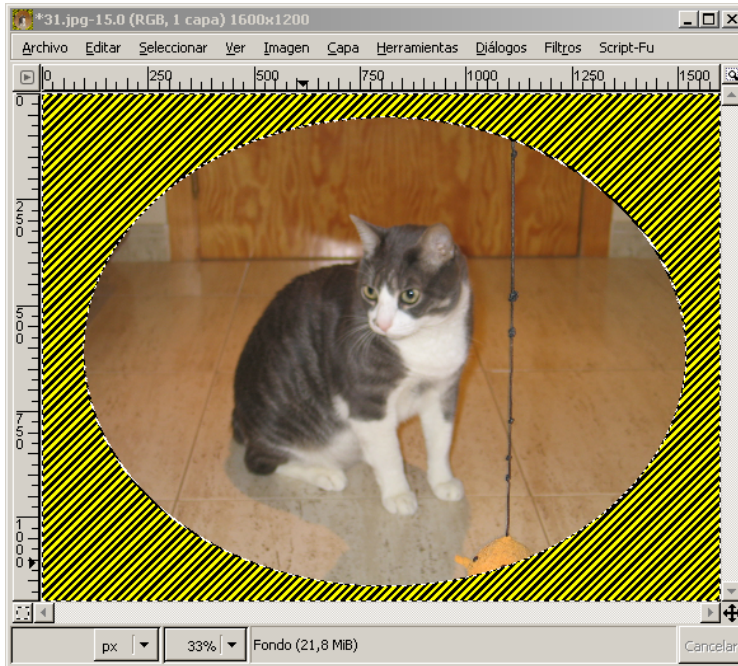 *31.jpg-15.0 (RGB, 1 capa) 1600x1200
Archivo Editar Seleccionar Ver Imagen Capa Herramientas Diálogos Filtros Script-Fu
0 250 500 750 1000 1250 1500
0
250
500
750
1000
px 33% Fondo (21,8 MiB) Cancelar